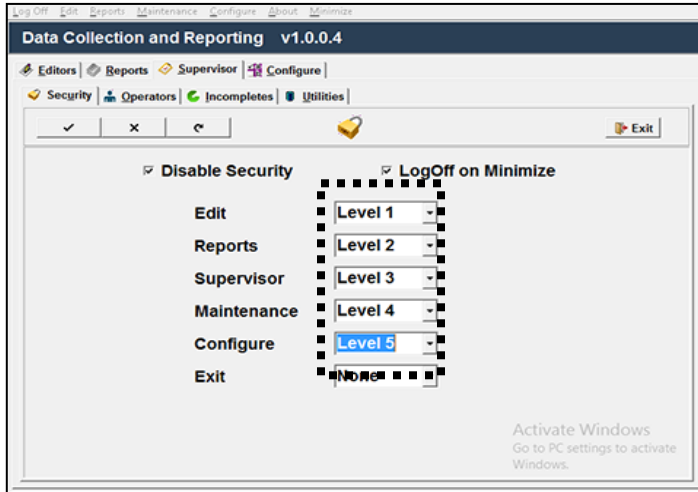 Log Off Edit Reports Maintenance Configure About Minimize
Data Collection and Reporting v1.0.0.4
Editors Reports Supervisor Configure
Security Operators Incompletes Utilities
Exit
Disable Security LogOff on Minimize
Edit Level 1
Reports Level 2
Supervisor Level 3
Maintenance Level 4
Configure Level 5
Exit None
Activate Windows
Go to PC settings to activate
Windows.